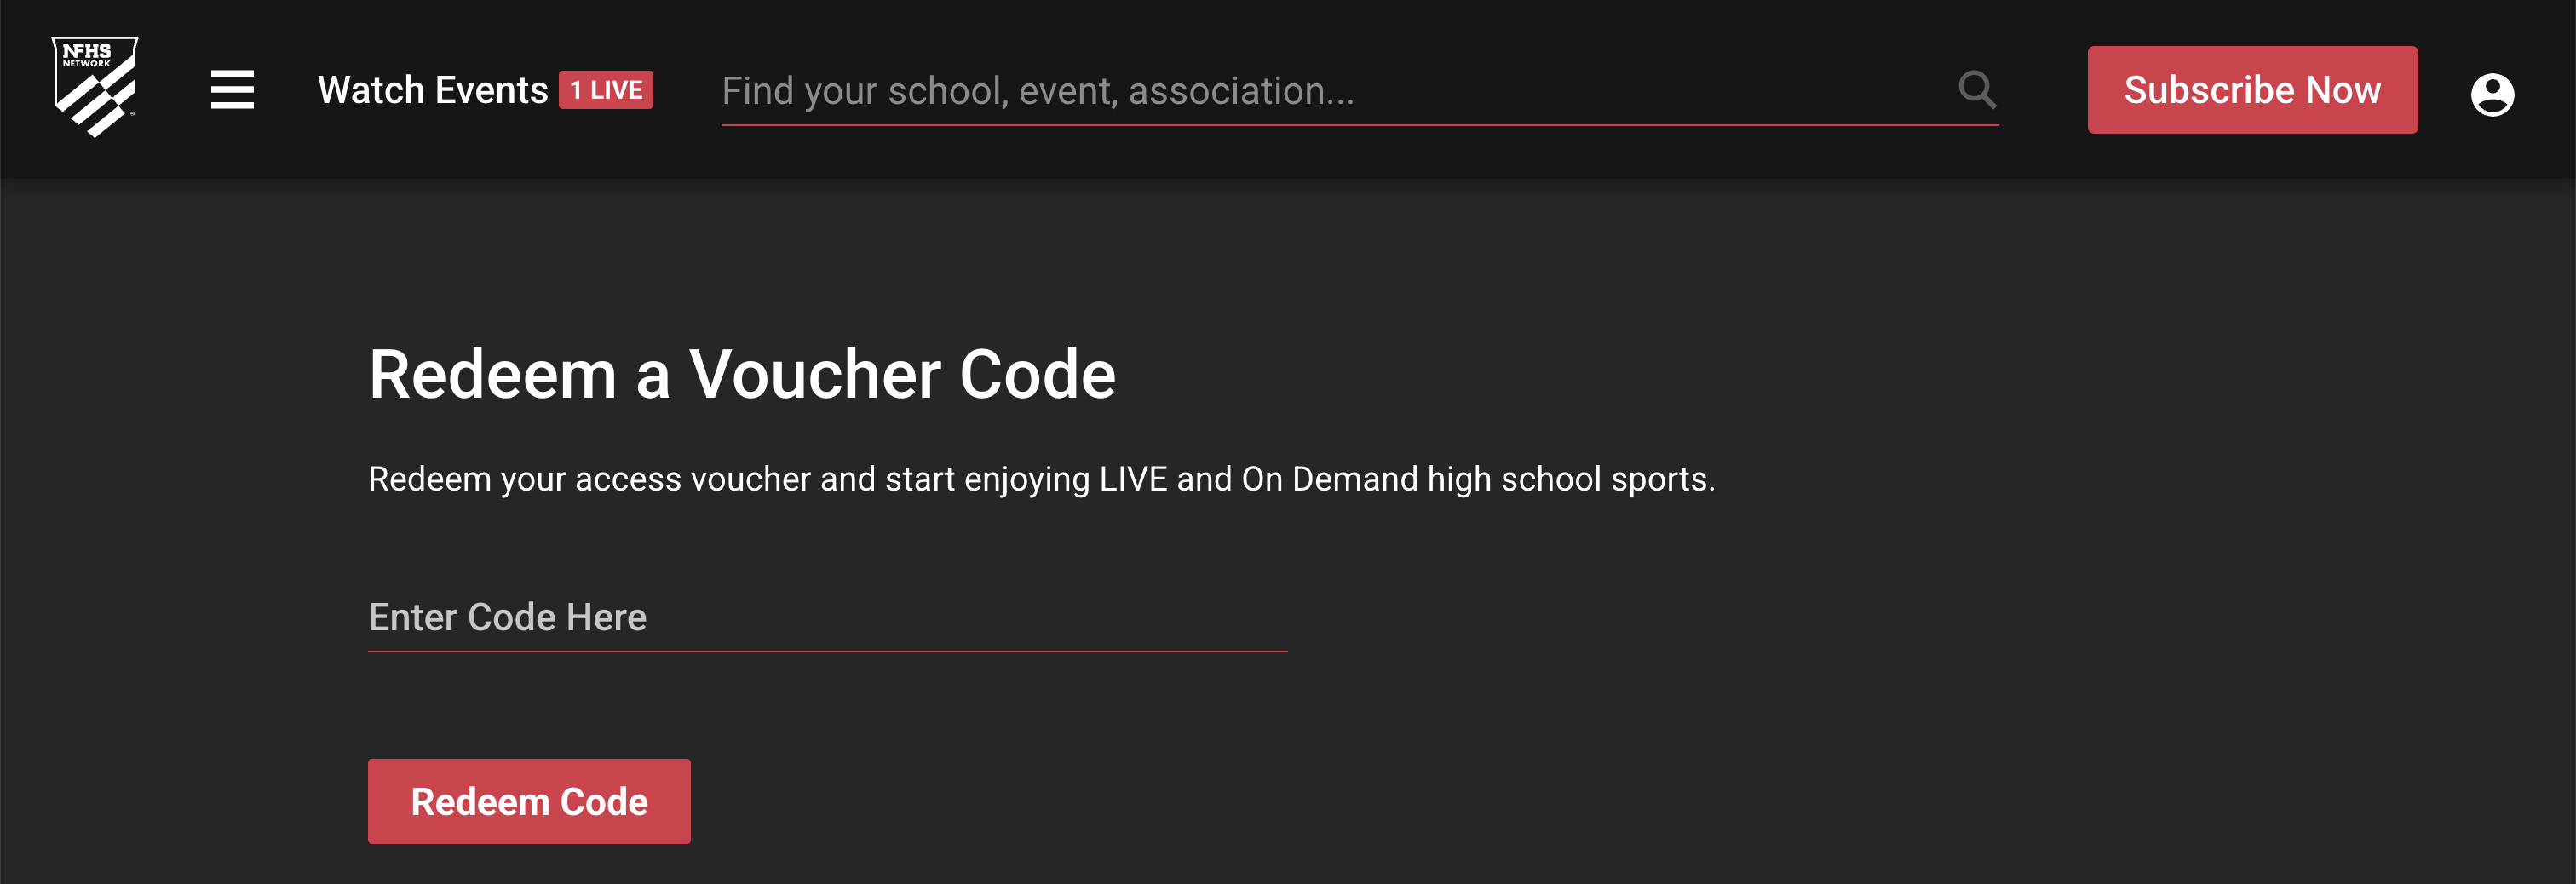 NFHS
NETWORK
Watch Events 1 LIVE
Find your school, event, association...
Subscribe Now
Redeem a Voucher Code
Redeem your access voucher and start enjoying LIVE and On Demand high school sports.
Enter Code Here
Redeem Code